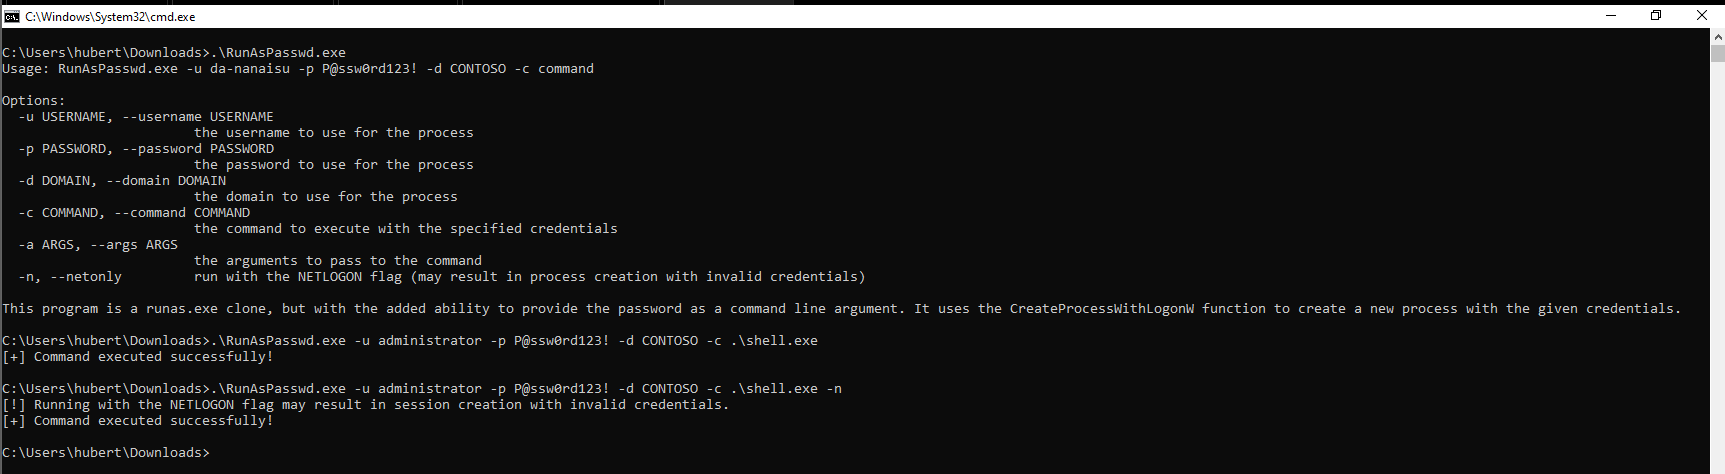 C:\Windows\System32\cmd.exe
C:\Users\hubert\Downloads>.\RunAsPasswd.exe
Usage: RunAsPasswd.exe -u da-nanaisu -p P@ssw0rd123! -d CONTOSO -c command
Options:
-u USERNAME, --username USERNAME
the username to use for the process
-p PASSWORD, --password PASSWORD
the password to use for the process
-d DOMAIN, --domain DOMAIN
the domain to use for the process
-c COMMAND, --command COMMAND
the command to execute with the specified credentials
-a ARGS, --args ARGS
the arguments to pass to the command
-n, --netonly run with the NETLOGON flag (may result in process creation with invalid credentials)
This program is a runas.exe clone, but with the added ability to provide the password as a command line argument. It uses the CreateProcessWithLogonW function to create a new process with the given credentials.
C:\Users\hubert\Downloads>.\RunAsPasswd.exe -u administrator -p P@ssw0rd123! -d CONTOSO -c .\shell.exe
[+] Command executed successfully!
C:\Users\hubert\Downloads>.\RunAsPasswd.exe -u administrator -p P@ssw0rd123! -d CONTOSO -c .\shell.exe -n
[!] Running with the NETLOGON flag may result in session creation with invalid credentials.
[+] Command executed successfully!
C:\Users\hubert\Downloads>